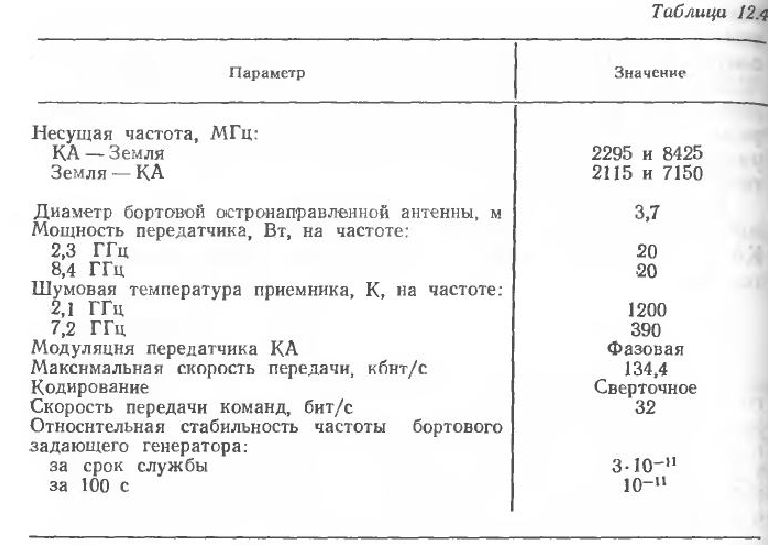 Таблица 12.4
Параметр Значение
Несущая частота, МГц:
КА — Земля 2295 и 8425
Земля — КА 2115 и 7150
Диаметр бортовой остронаправленной антенны, м 3,7
Мощность передатчика, Вт, на частоте:
2,3 ГГц 20
8,4 ГГц 20
Шумовая температура приемника, К, на частоте:
2,1 ГГц 1200
7,2 ГГц 390
Модуляция передатчика КА Фазовая
Максимальная скорость передачи, кбит/с 134,4
Кодирование Сверточное
Скорость передачи команд, бит/с 32
Относительная стабильность частоты бортового
задающего генератора:
за срок службы 3·10⁻¹¹
за 100 с 10⁻¹¹